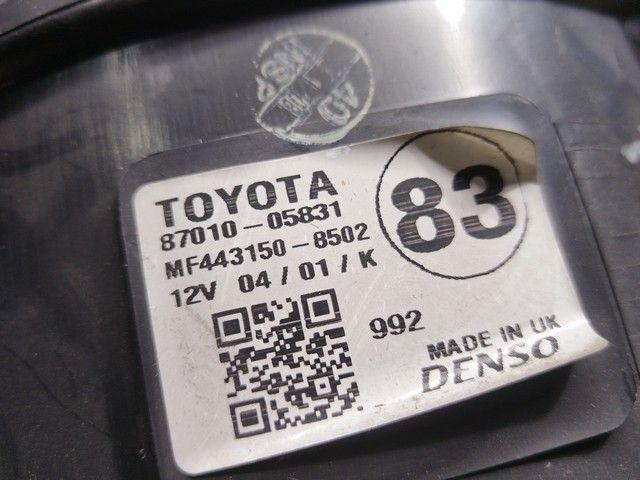 TOYOTA
87010-05831
MF443150-8502
12V 04/01/K
83
992
MADE IN UK
DENSO